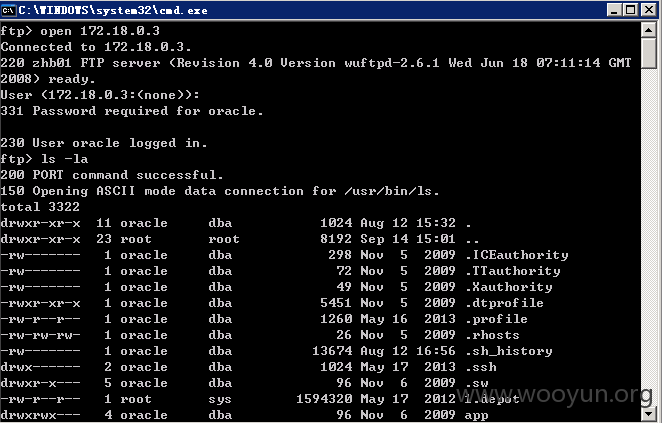 C:\WINDOWS\system32\cmd.exe
ftp> open 172.18.0.3
Connected to 172.18.0.3.
220 zhb01 FTP server (Revision 4.0 Version wuftpd-2.6.1 Wed Jun 18 07:11:14 GMT
2008) ready.
User (172.18.0.3:(none)):
331 Password required for oracle.
230 User oracle logged in.
ftp> ls -la
200 PORT command successful.
150 Opening ASCII mode data connection for /usr/bin/ls.
total 3322
drwxr-xr-x 11 oracle dba 1024 Aug 12 15:32 .
drwxr-xr-x 23 root root 8192 Sep 14 15:01 ..
-rw------- 1 oracle dba 298 Nov 5 2009 .ICEauthority
-rw------- 1 oracle dba 72 Nov 5 2009 .TTauthority
-rw------- 1 oracle dba 49 Nov 5 2009 .Xauthority
-rwxr-xr-x 1 oracle dba 5451 Nov 5 2009 .dtprofile
-rw-r--r-- 1 oracle dba 1260 May 16 2013 .profile
-rw-rw-rw- 1 oracle dba 26 Nov 5 2009 .rhosts
-rw------- 1 oracle dba 13674 Aug 12 16:56 .sh_history
drwx------ 2 oracle dba 1024 May 17 2013 .ssh
drwxr-x--- 5 oracle dba 96 Nov 6 2009 .sw
-rw-r--r-- 1 root sys 1594320 May 17 2012 1.depot
drwxrwx--- 4 oracle dba 96 Nov 6 2009 app
www.wooyun.org